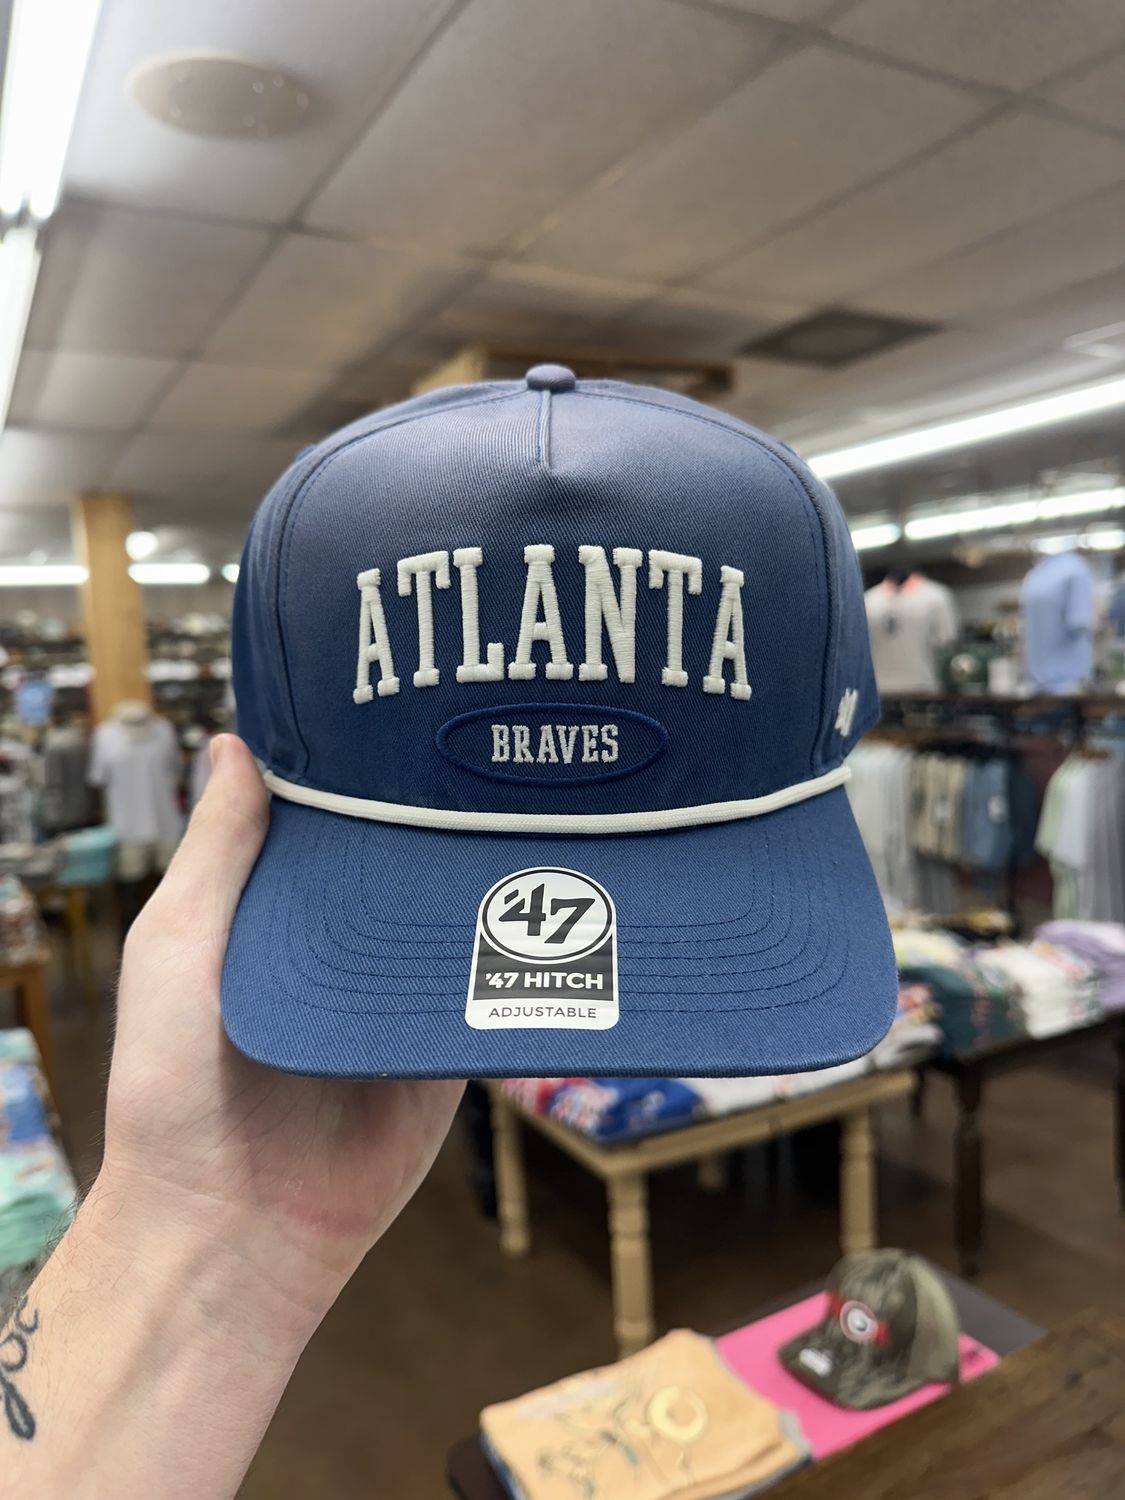 ATLANTA
BRAVES
47
'47
'47 HITCH
ADJUSTABLE